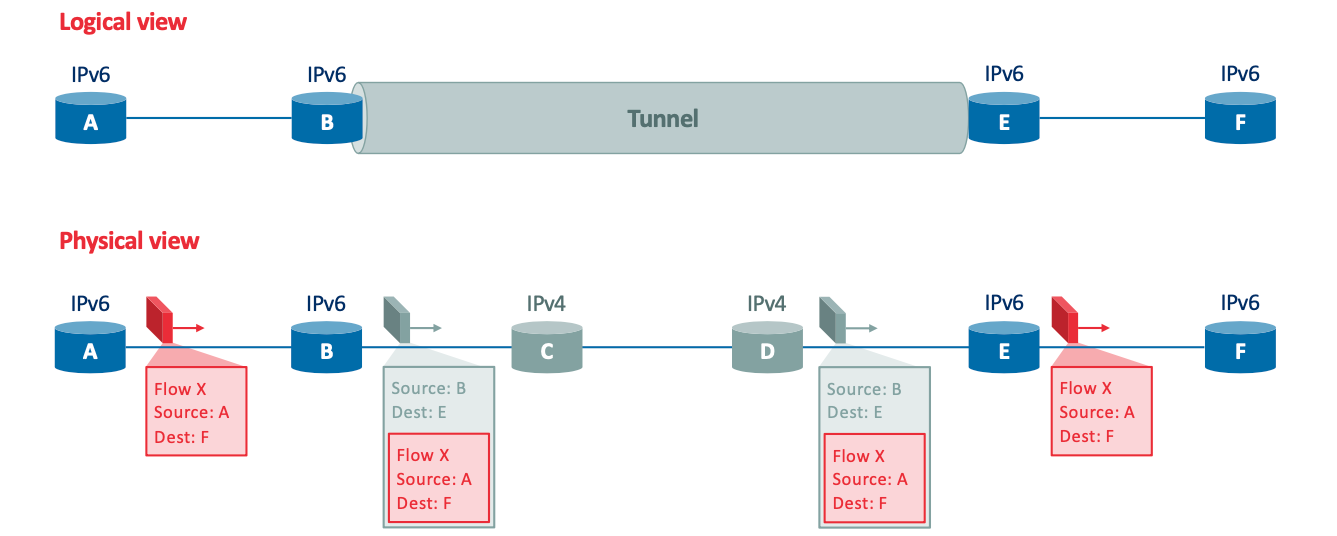 Logical view
IPv6
IPv6
IPv6
IPv6
A
B
Tunnel
E
F
Physical view
IPv6
IPv6
IPv4
IPv4
IPv6
IPv6
A
B
C
D
E
F
Flow X
Source: A
Dest: F
Source: B
Dest: E
Flow X
Source: A
Dest: F
Source: B
Dest: E
Flow X
Source: A
Dest: F
Flow X
Source: A
Dest: F